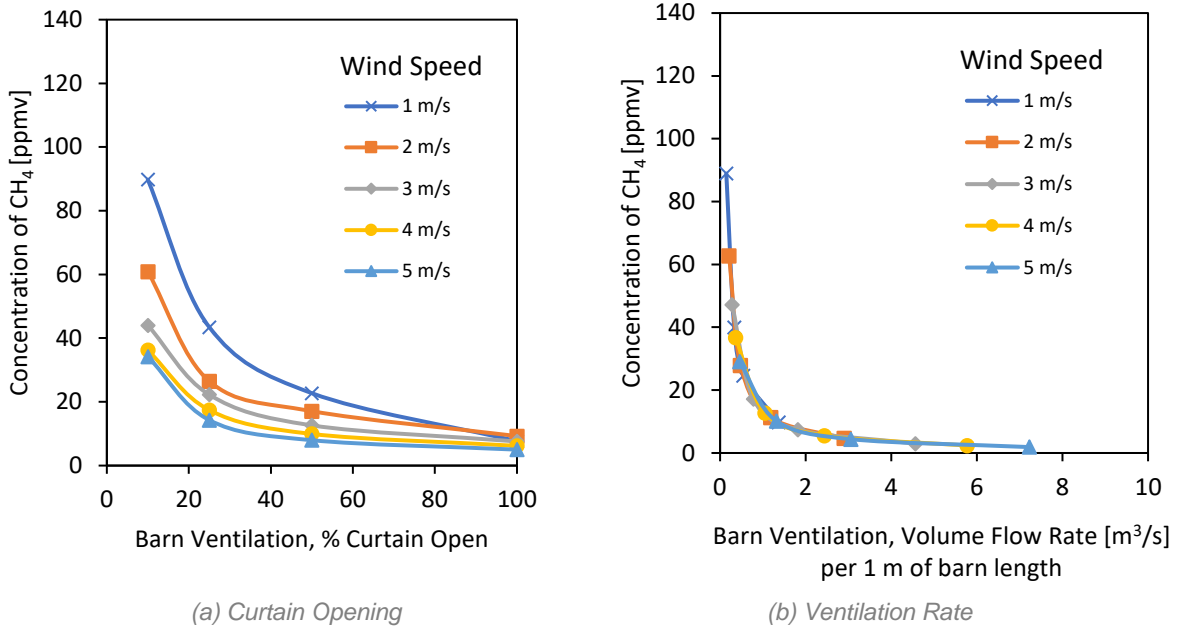 140
120
100
80
60
40
20
0
Concentration of CH₄ [ppmv]
Wind Speed
1 m/s
2 m/s
3 m/s
4 m/s
5 m/s
0 20 40 60 80 100
Barn Ventilation, % Curtain Open
(a) Curtain Opening
140
120
100
80
60
40
20
0
Concentration of CH₄ [ppmv]
Wind Speed
1 m/s
2 m/s
3 m/s
4 m/s
5 m/s
0 2 4 6 8 10
Barn Ventilation, Volume Flow Rate [m³/s]
per 1 m of barn length
(b) Ventilation Rate